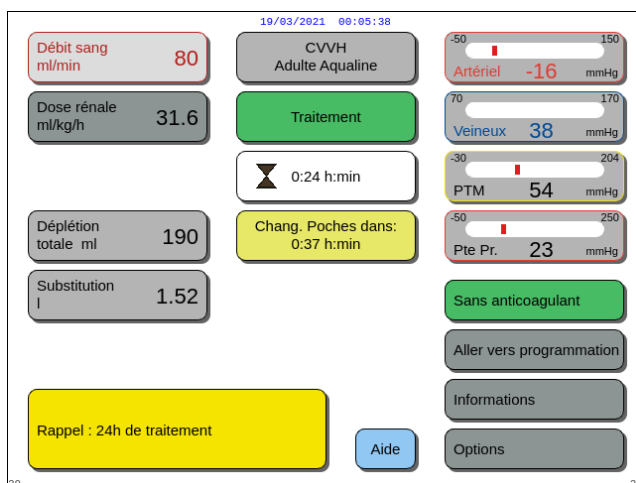 19/03/2021 00:05:38
Débit sang
ml/min
80
CVVH
Adulte Aqualine
-50
150
Artériel
-16
mmHg
Dose rénale
ml/kg/h
31.6
Traitement
70
170
Veineux
38
mmHg
0:24 h:min
-30
204
PTM
54
mmHg
Déplétion
totale ml
190
Chang. Poches dans:
0:37 h:min
-50
250
Pte Pr.
23
mmHg
Substitution
l
1.52
Sans anticoagulant
Aller vers programmation
Rappel : 24h de traitement
Informations
Aide
Options